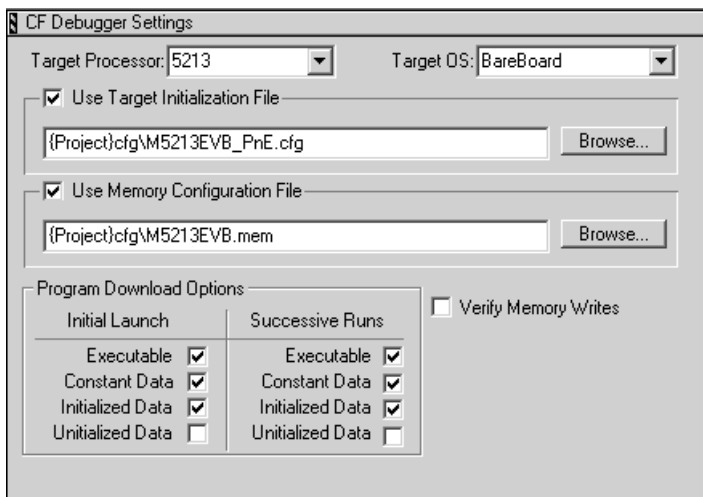 CF Debugger Settings
Target Processor: 5213 Target OS: BareBoard
Use Target Initialization File
{Project}cfg\M5213EVB_PnE.cfg Browse...
Use Memory Configuration File
{Project}cfg\M5213EVB.mem Browse...
Program Download Options
Verify Memory Writes
Initial Launch Successive Runs
Executable Executable
Constant Data Constant Data
Initialized Data Initialized Data
Unitialized Data Unitialized Data